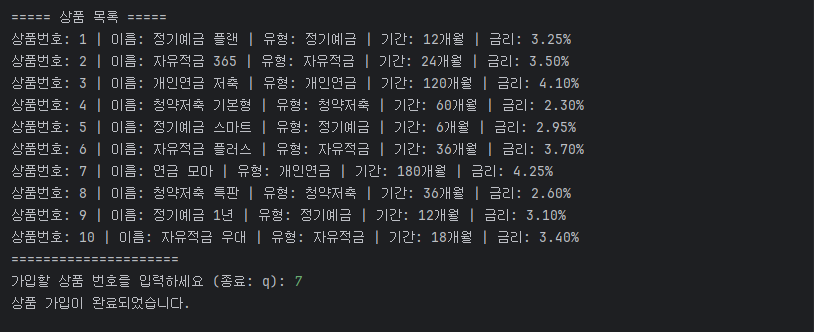 ===== 상품 목록 =====
상품번호: 1 | 이름: 정기예금 플랜 | 유형: 정기예금 | 기간: 12개월 | 금리: 3.25%
상품번호: 2 | 이름: 자유적금 365 | 유형: 자유적금 | 기간: 24개월 | 금리: 3.50%
상품번호: 3 | 이름: 개인연금 저축 | 유형: 개인연금 | 기간: 120개월 | 금리: 4.10%
상품번호: 4 | 이름: 청약저축 기본형 | 유형: 청약저축 | 기간: 60개월 | 금리: 2.30%
상품번호: 5 | 이름: 정기예금 스마트 | 유형: 정기예금 | 기간: 6개월 | 금리: 2.95%
상품번호: 6 | 이름: 자유적금 플러스 | 유형: 자유적금 | 기간: 36개월 | 금리: 3.70%
상품번호: 7 | 이름: 연금 모아 | 유형: 개인연금 | 기간: 180개월 | 금리: 4.25%
상품번호: 8 | 이름: 청약저축 특판 | 유형: 청약저축 | 기간: 36개월 | 금리: 2.60%
상품번호: 9 | 이름: 정기예금 1년 | 유형: 정기예금 | 기간: 12개월 | 금리: 3.10%
상품번호: 10 | 이름: 자유적금 우대 | 유형: 자유적금 | 기간: 18개월 | 금리: 3.40%
=====================
가입할 상품 번호를 입력하세요 (종료: q): 7
상품 가입이 완료되었습니다.